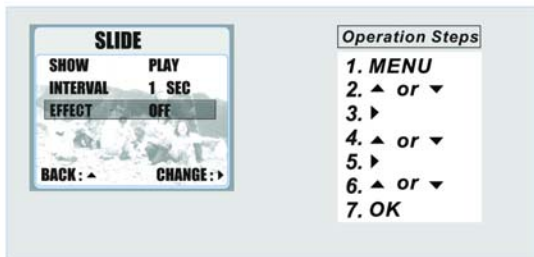 SLIDE
SHOW PLAY
INTERVAL 1 SEC
EFFECT OFF
BACK : ▲ CHANGE : ▶
Operation Steps
1. MENU
2. ▲ or ▼
3. ▶
4. ▲ or ▼
5. ▶
6. ▲ or ▼
7. OK